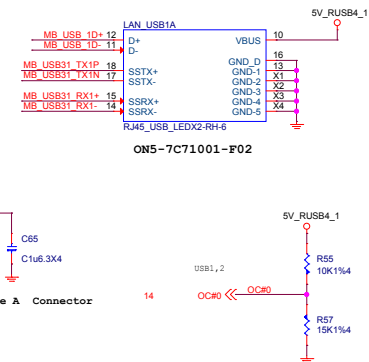 5V_RUSB4_1
LAN_USB1A
MB_USB_1D+ 12 D+ VBUS 10
MB_USB_1D- 11 D-
GND_D 16
MB_USB31_TX1P 18 SSTX+ GND-1 13
MB_USB31_TX1N 17 SSTX- GND-2 X1
GND-3 X2
MB_USB31_RX1+ 15 SSRX+ GND-4 X3
MB_USB31_RX1- 14 SSRX- GND-5 X4
RJ45_USB_LEDX2-RH-6
ON5-7C71001-F02
5V_RUSB4_1
C65
C1u6.3X4
R55
10K1%4
USB1,2
e A Connector
14 OC#0 OC#0
R57
15K1%4